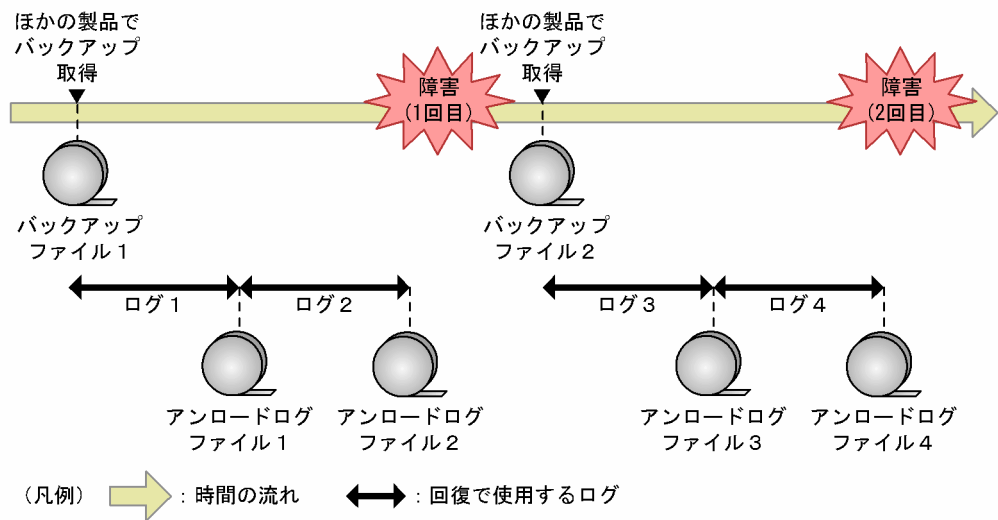 ほかの製品で
バックアップ
取得
ほかの製品で
バックアップ
取得
障害
(1回目)
障害
(2回目)
バックアップ
ファイル1
バックアップ
ファイル2
ログ1
ログ2
ログ3
ログ4
アンロードログ
ファイル1
アンロードログ
ファイル2
アンロードログ
ファイル3
アンロードログ
ファイル4
(凡例)
:時間の流れ
:回復で使用するログ